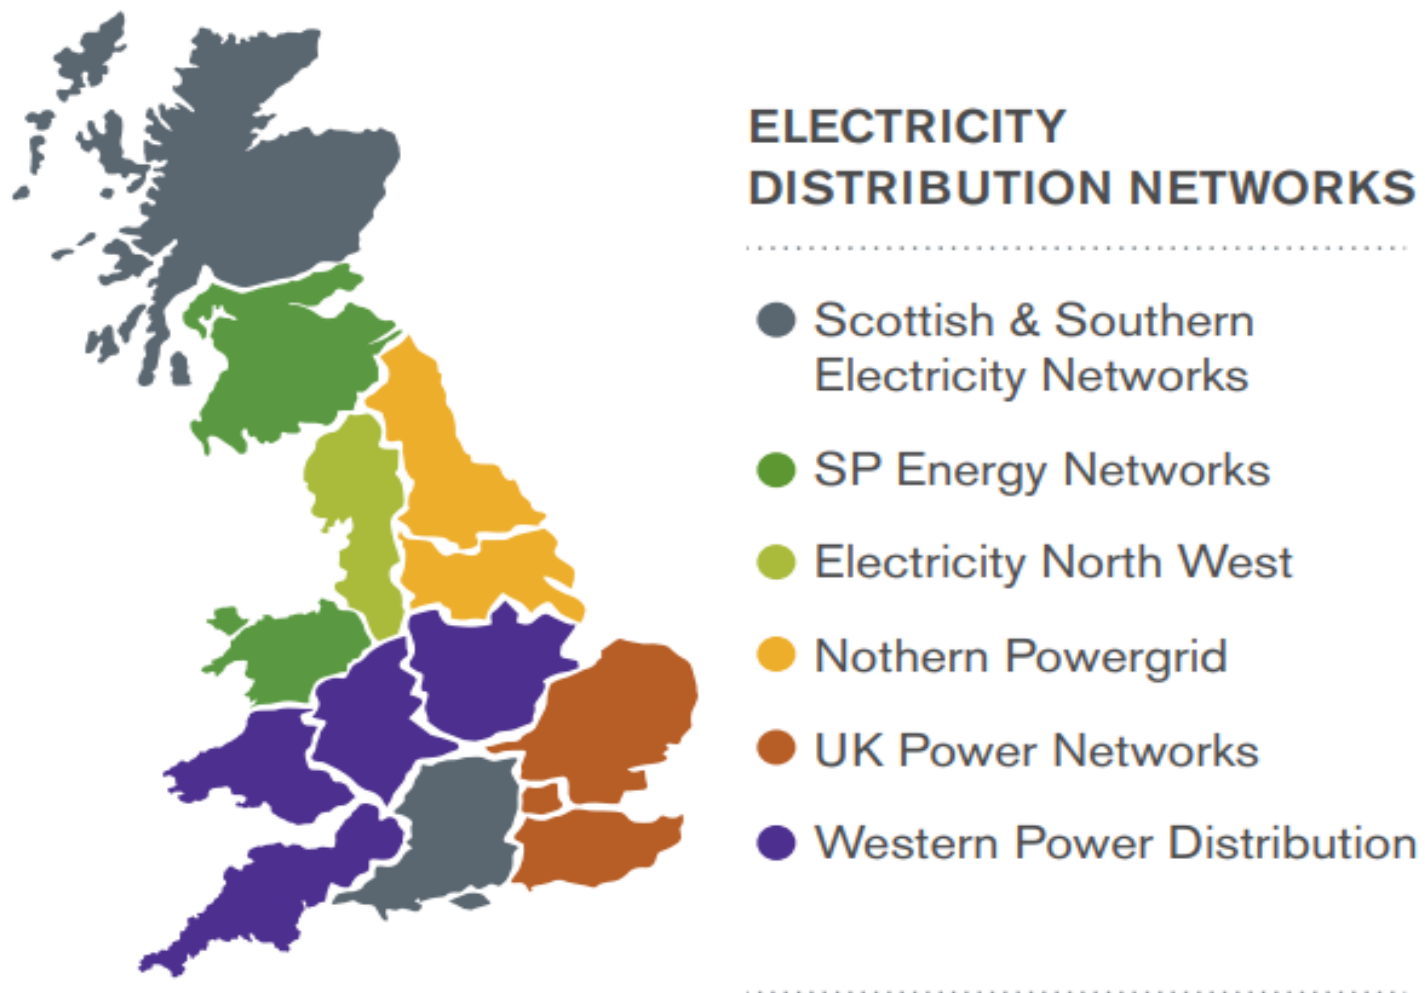 ELECTRICITY
DISTRIBUTION NETWORKS
Scottish & Southern
Electricity Networks
SP Energy Networks
Electricity North West
Nothern Powergrid
UK Power Networks
Western Power Distribution